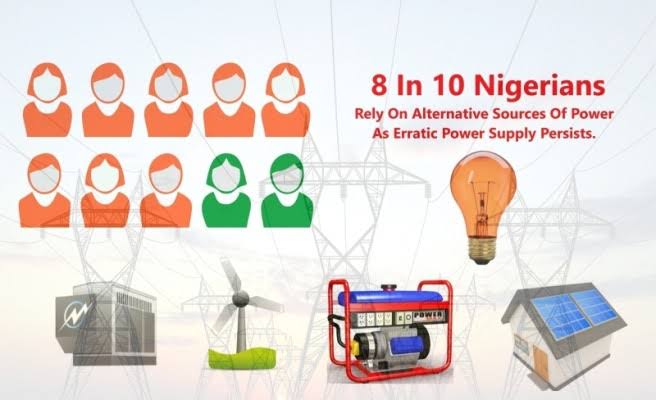 8 In 10 Nigerians
Rely On Alternative Sources Of Power
As Erratic Power Supply Persists.
POWER